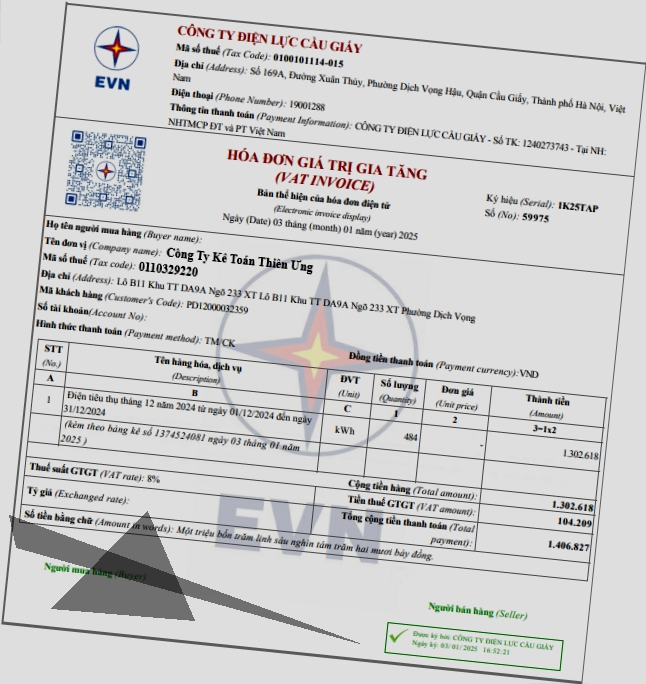 CÔNG TY ĐIỆN LỰC CẦU GIẤY
Mã số thuế (Tax Code): 0100101114-015
Địa chỉ (Address): Số 169A, Đường Xuân Thủy, Phường Dịch Vọng Hậu, Quận Cầu Giấy, Thành phố Hà Nội, Việt
Nam
Điện thoại (Phone Number): 19001288
Thông tin thanh toán (Payment Information): CÔNG TY ĐIỆN LỰC CẦU GIẤY - Số TK: 1240273743 - Tại NH:
NHTMCP ĐT và PT Việt Nam
EVN
HÓA ĐƠN GIÁ TRỊ GIA TĂNG
(VAT INVOICE)
Bản thể hiện của hóa đơn điện tử
(Electronic invoice display)
Ngày (Date) 03 tháng (month) 01 năm (year) 2025
Ký hiệu (Serial): 1K25TAP
Số (No): 59975
Họ tên người mua hàng (Buyer name):
Tên đơn vị (Company name): Công Ty Kế Toán Thiên Ưng
Mã số thuế (Tax code): 0110329220
Địa chỉ (Address): Lô B11 Khu TT DA9A Ngõ 233 XT Lô B11 Khu TT DA9A Ngõ 233 XT Phường Dịch Vọng
Mã khách hàng (Customer's Code): PD12000032359
Số tài khoản(Account No):
Hình thức thanh toán (Payment method): TM/CK
Đồng tiền thanh toán (Payment currency):VND
STT (No.) Tên hàng hóa, dịch vụ (Description) ĐVT (Unit) Số lượng (Quantity) Đơn giá (Unit price) Thành tiền (Amount)
A B C 1 2 3=1x2
1 Điện tiêu thụ tháng 12 năm 2024 từ ngày 01/12/2024 đến ngày
31/12/2024 kWh 484 - 1.302.618
(kèm theo bảng kê số 1374524081 ngày 03 tháng 01 năm
2025 )
Cộng tiền hàng (Total amount): 1.302.618
Thuế suất GTGT (VAT rate): 8% Tiền thuế GTGT (VAT amount): 104.209
Tỷ giá (Exchanged rate): Tổng cộng tiền thanh toán (Total payment): 1.406.827
Số tiền bằng chữ (Amount in words): Một triệu bốn trăm linh sáu nghìn tám trăm hai mươi bảy đồng.
EVN
Người mua hàng (Buyer)
Người bán hàng (Seller)
Được ký bởi: CÔNG TY ĐIỆN LỰC CẦU GIẤY
Ngày ký: 03/01/2025 16:52:21